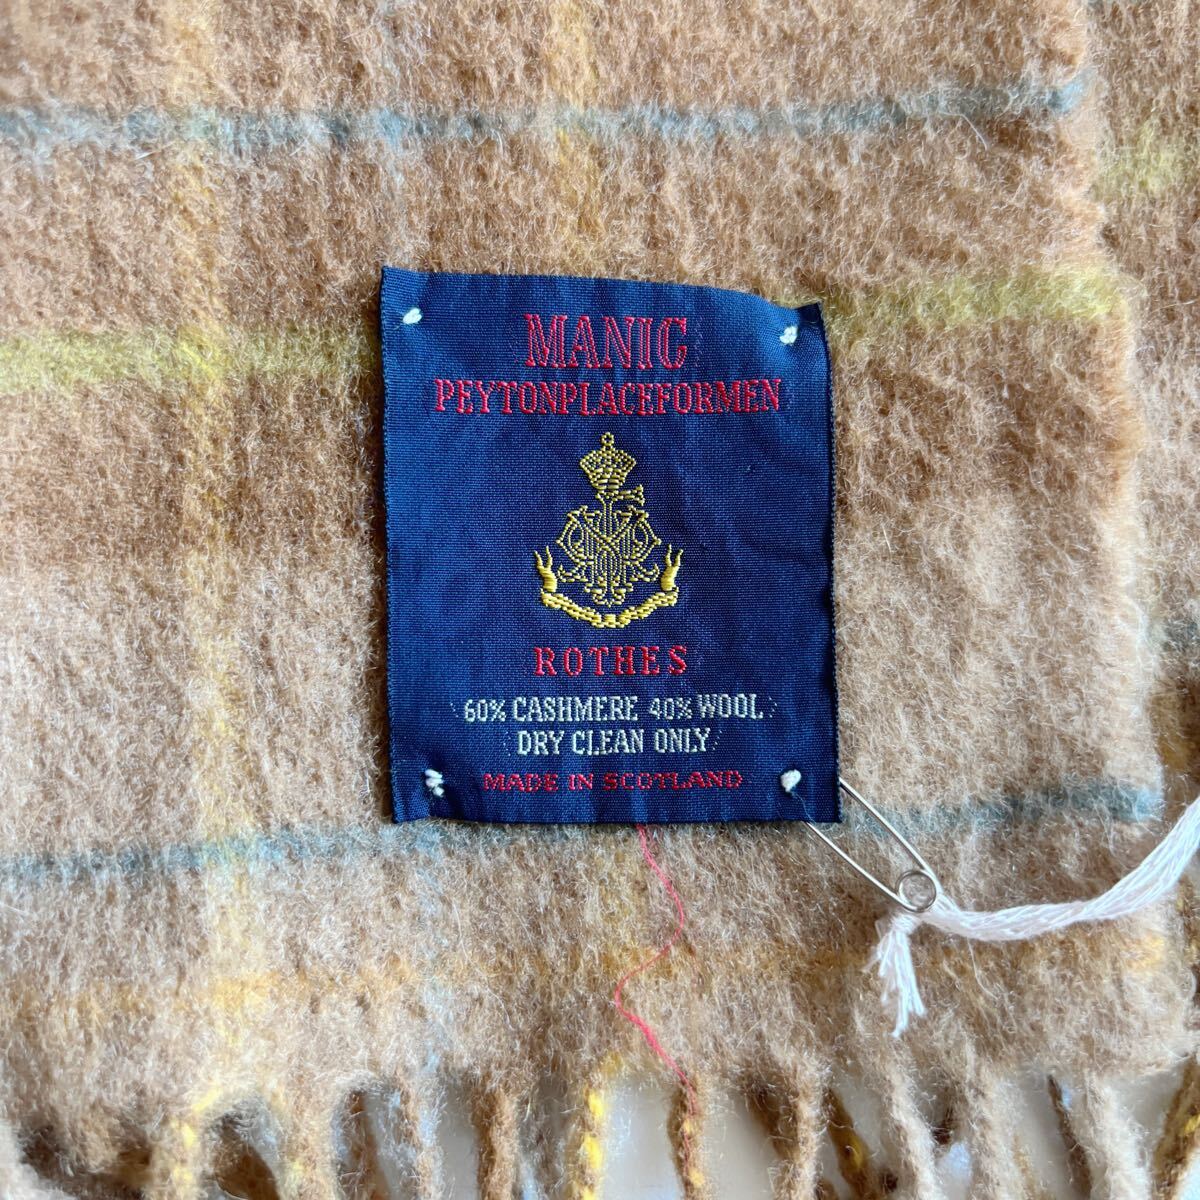 MANIC
PEYTONPLACEFORMEN
ROTHES
60% CASHMERE 40% WOOL
DRY CLEAN ONLY
MADE IN SCOTLAND